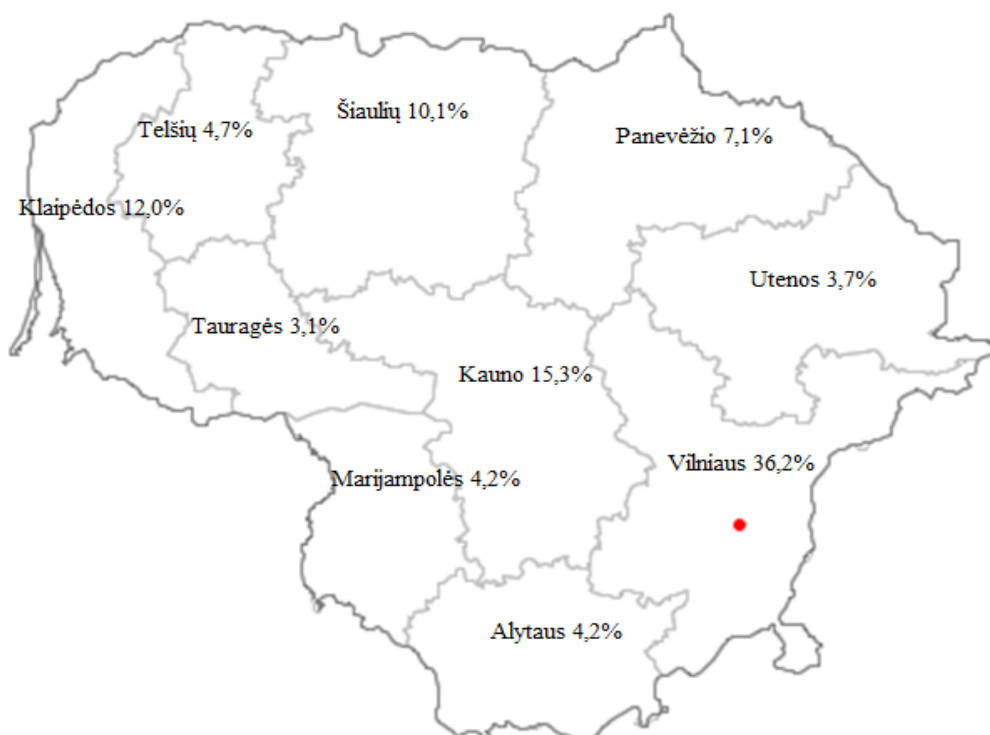 Šiaulių 10,1%
Telšių 4,7%
Panevėžio 7,1%
Klaipėdos 12,0%
Utenos 3,7%
Tauragės 3,1%
Kauno 15,3%
Vilniaus 36,2%
Marijampolės 4,2%
Alytaus 4,2%